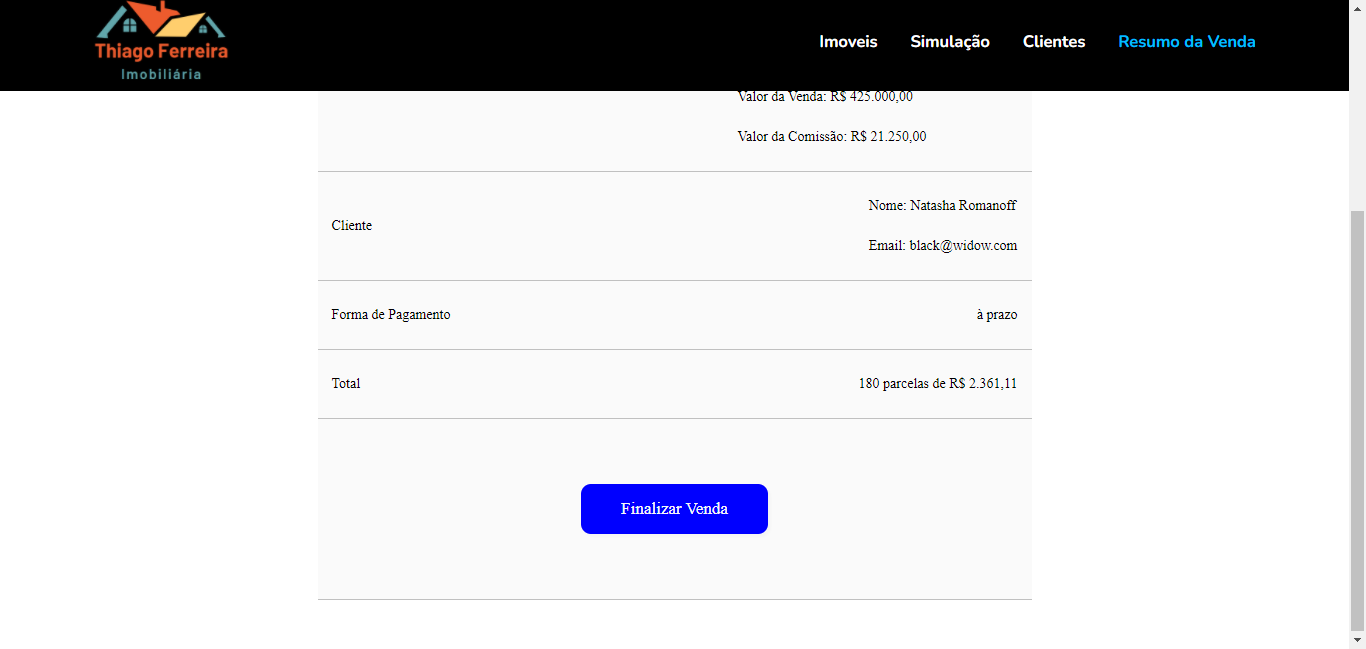 Thiago Ferreira
Imobiliária
Imoveis Simulação Clientes Resumo da Venda
Valor da Venda: R$ 425.000,00
Valor da Comissão: R$ 21.250,00
Cliente
Nome: Natasha Romanoff
Email: black@widow.com
Forma de Pagamento
à prazo
Total
180 parcelas de R$ 2.361,11
Finalizar Venda